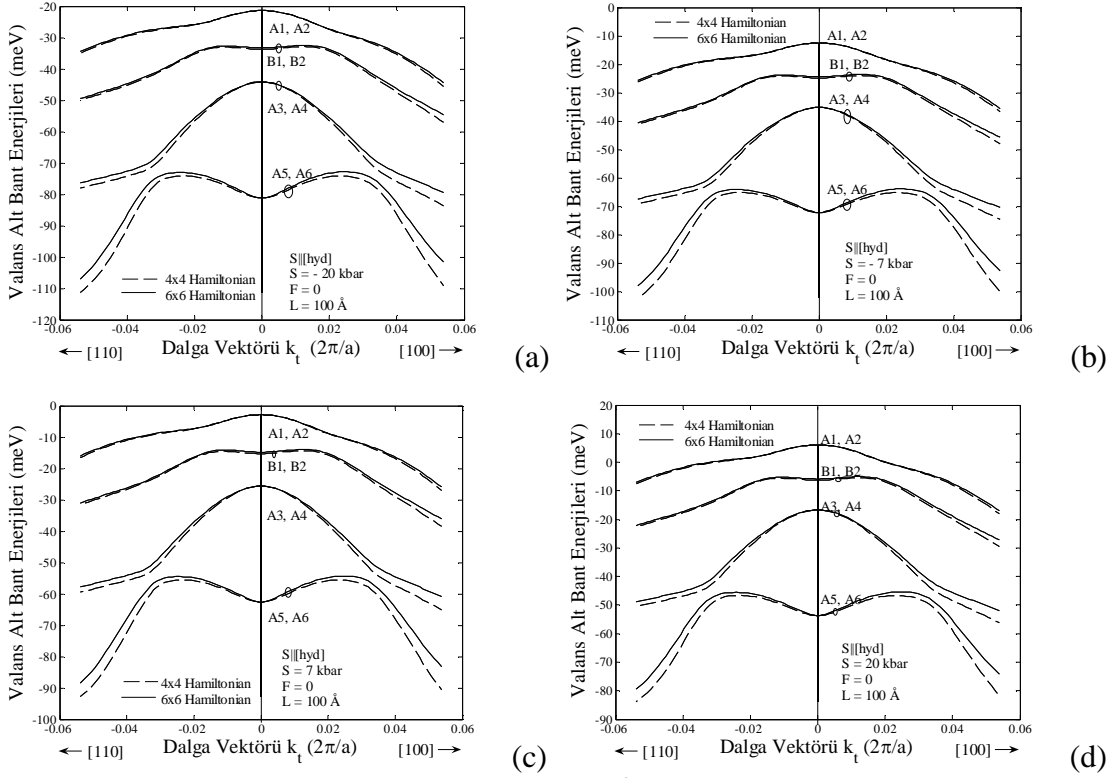 Valans Alt Bant Enerjileri (meV)
-20
-30
-40
-50
-60
-70
-80
-90
-100
-110
-120
A1, A2
B1, B2
A3, A4
A5, A6
S||[hyd]
S = - 20 kbar
F = 0
L = 100 Å
4x4 Hamiltonian
6x6 Hamiltonian
-0.06 -0.04 -0.02 0 0.02 0.04 0.06
← [110] Dalga Vektörü k_t (2π/a) [100] →
(a)
Valans Alt Bant Enerjileri (meV)
0
-10
-20
-30
-40
-50
-60
-70
-80
-90
-100
-110
4x4 Hamiltonian
6x6 Hamiltonian
A1, A2
B1, B2
A3, A4
A5, A6
S||[hyd]
S = - 7 kbar
F = 0
L = 100 Å
-0.06 -0.04 -0.02 0 0.02 0.04 0.06
← [110] Dalga Vektörü k_t (2π/a) [100] →
(b)
Valans Alt Bant Enerjileri (meV)
0
-10
-20
-30
-40
-50
-60
-70
-80
-90
-100
A1, A2
B1, B2
A3, A4
A5, A6
S||[hyd]
S = 7 kbar
F = 0
L = 100 Å
4x4 Hamiltonian
6x6 Hamiltonian
-0.06 -0.04 -0.02 0 0.02 0.04 0.06
← [110] Dalga Vektörü k_t (2π/a) [100] →
(c)
Valans Alt Bant Enerjileri (meV)
20
10
0
-10
-20
-30
-40
-50
-60
-70
-80
-90
4x4 Hamiltonian
6x6 Hamiltonian
A1, A2
B1, B2
A3, A4
A5, A6
S||[hyd]
S = 20 kbar
F = 0
L = 100 Å
-0.06 -0.04 -0.02 0 0.02 0.04 0.06
← [110] Dalga Vektörü k_t (2π/a) [100] →
(d)